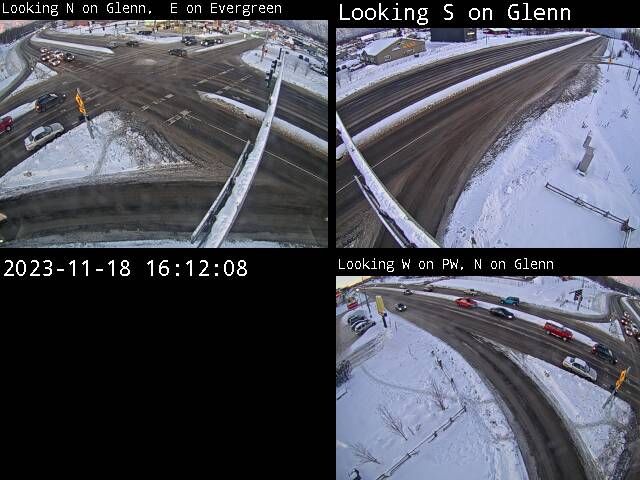 Looking N on Glenn, E on Evergreen
Looking S on Glenn
2023-11-18 16:12:08
Looking W on PW, N on Glenn